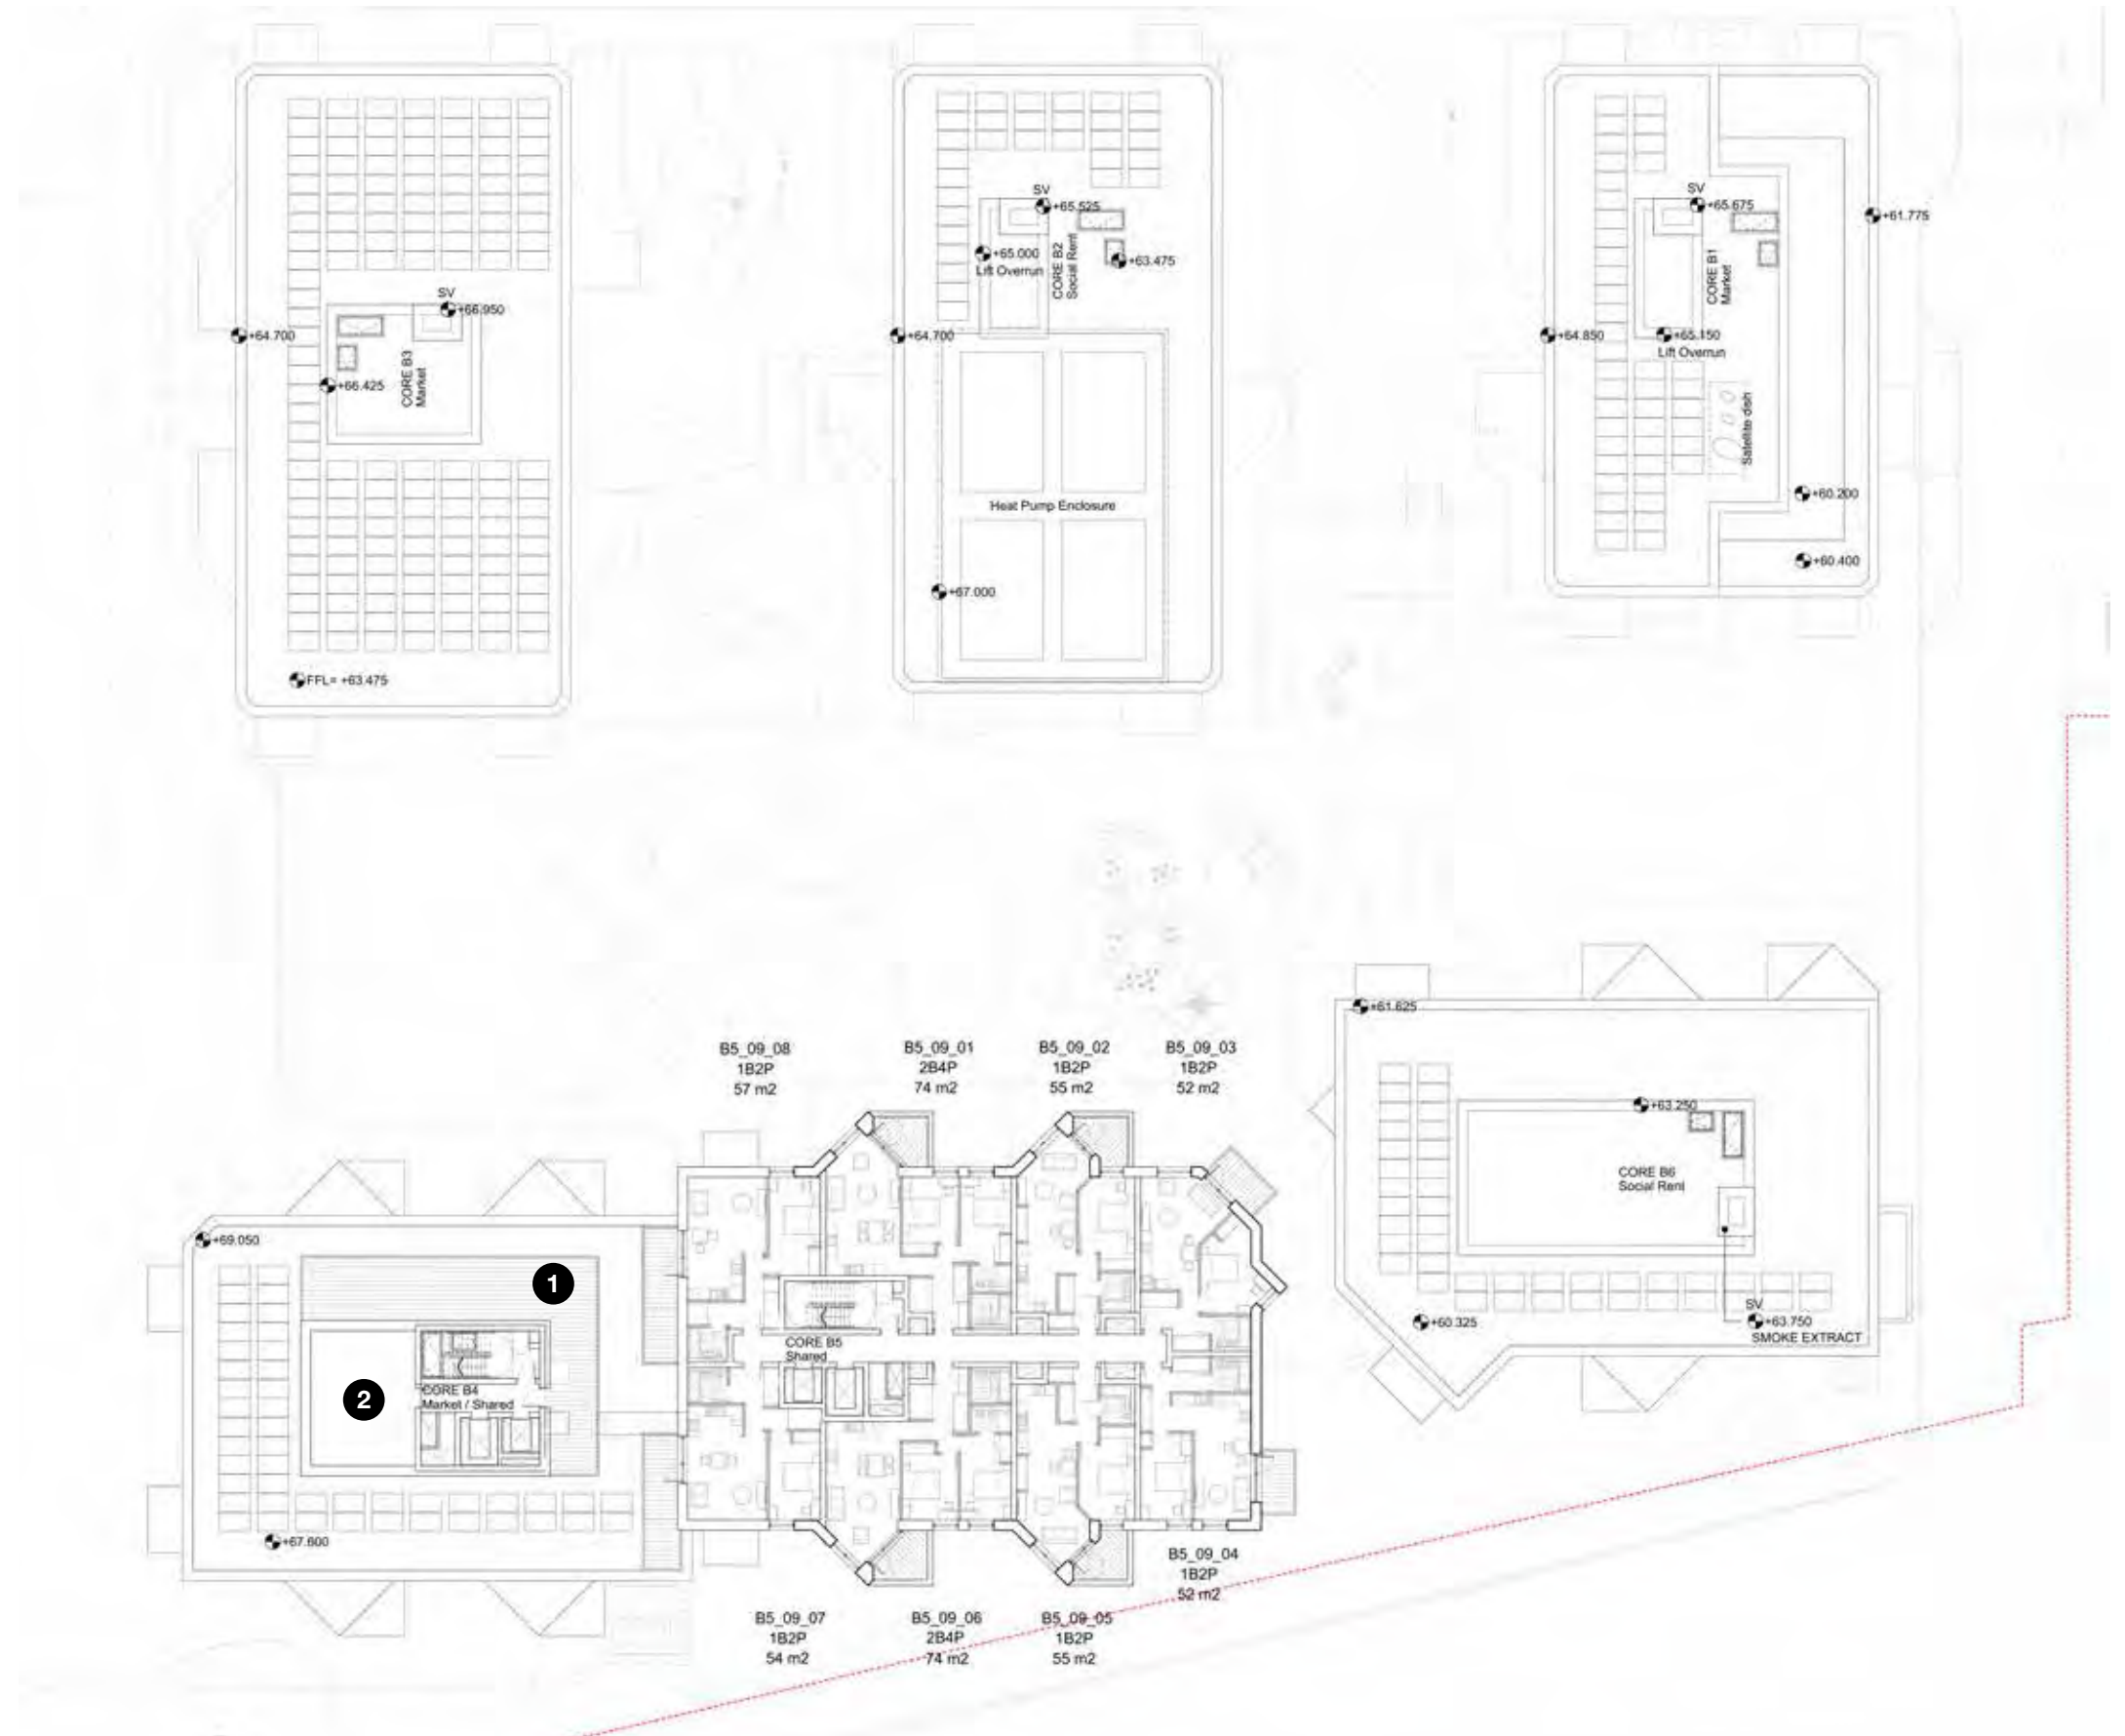 SV
+66.950
+64.700
+66.425
CORE B3
Market
FFL= +63.475
SV
+65.525
+65.000
Lift Overrun
CORE B2
Social Rent
+63.475
+64.700
Heat Pump Enclosure
+67.000
SV
+65.675
+61.775
CORE B1
Market
+64.850
+65.150
Lift Overrun
Satellite dish
+60.200
+60.400
B5_09_08
1B2P
57 m2
B5_09_01
2B4P
74 m2
B5_09_02
1B2P
55 m2
B5_09_03
1B2P
52 m2
+61.625
+63.250
CORE B6
Social Rent
+60.325
SV
+63.750
SMOKE EXTRACT
+69.050
1
2
CORE B4
Market / Shared
+67.600
CORE B5
Shared
B5_09_04
1B2P
52 m2
B5_09_07
1B2P
54 m2
B5_09_06
2B4P
74 m2
B5_09_05
1B2P
55 m2